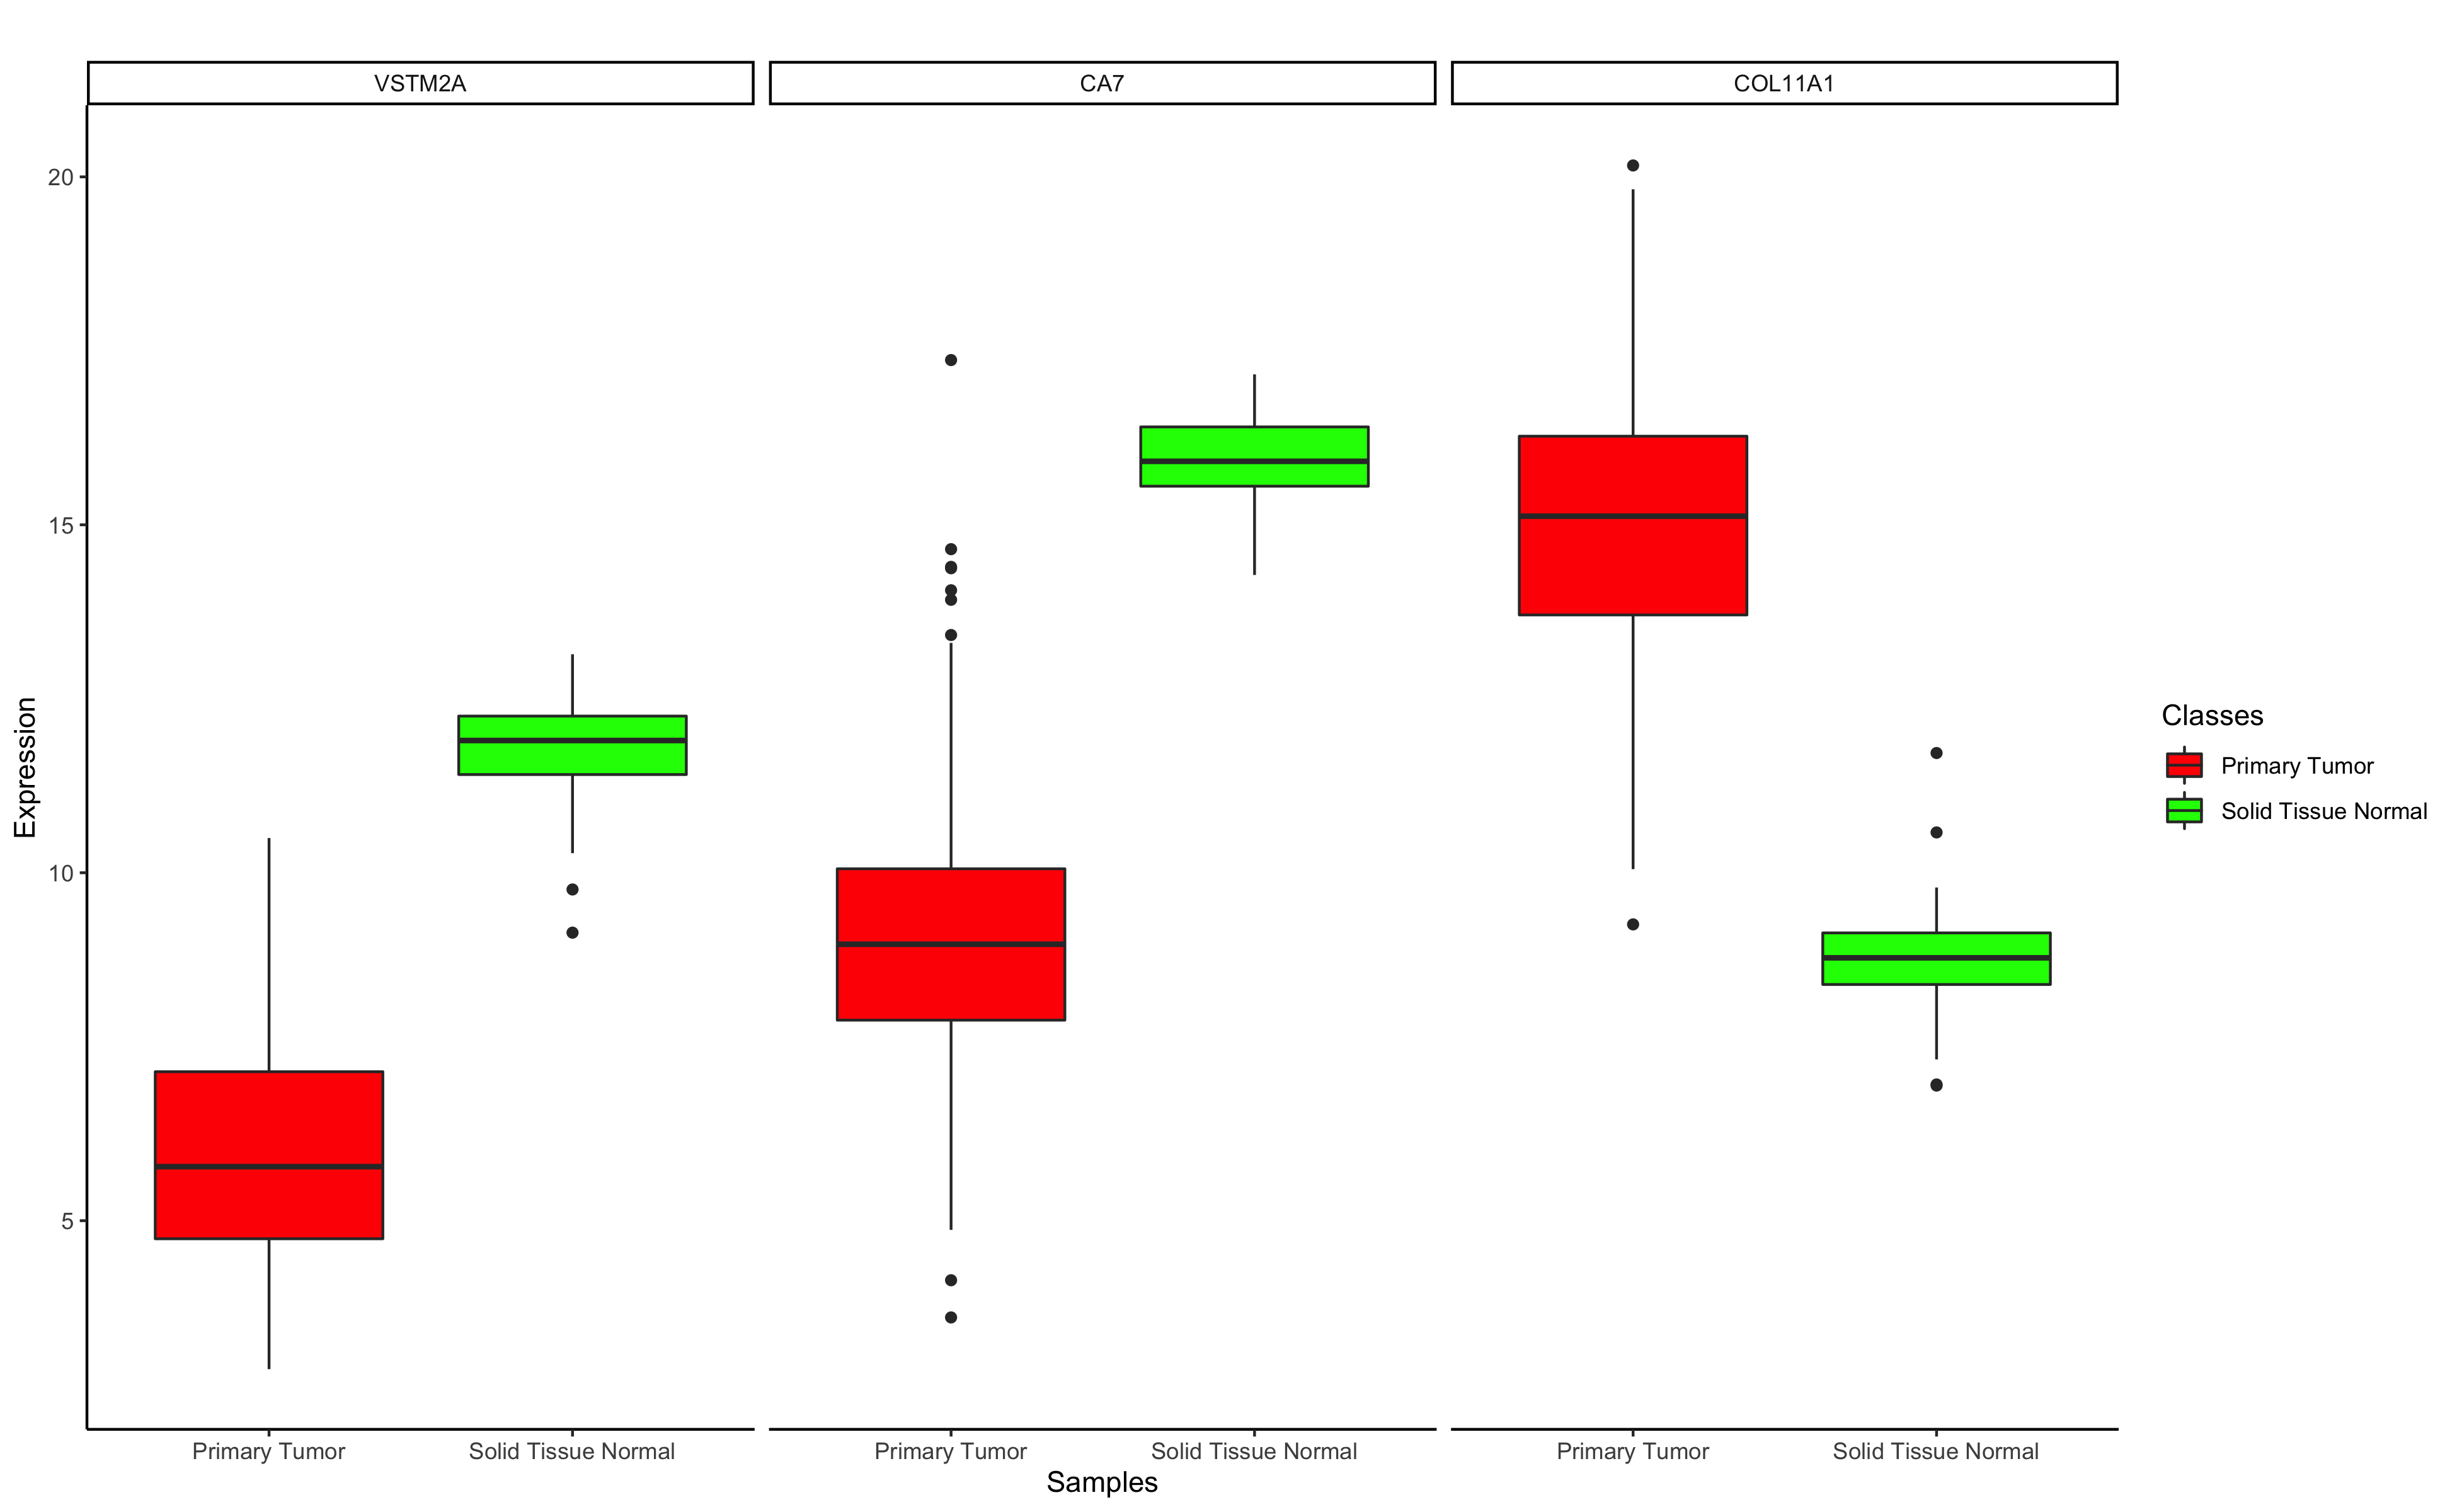 VSTM2A
CA7
COL11A1
20
15
10
5
Expression
Primary Tumor
Solid Tissue Normal
Primary Tumor
Solid Tissue Normal
Primary Tumor
Solid Tissue Normal
Samples
Classes
Primary Tumor
Solid Tissue Normal